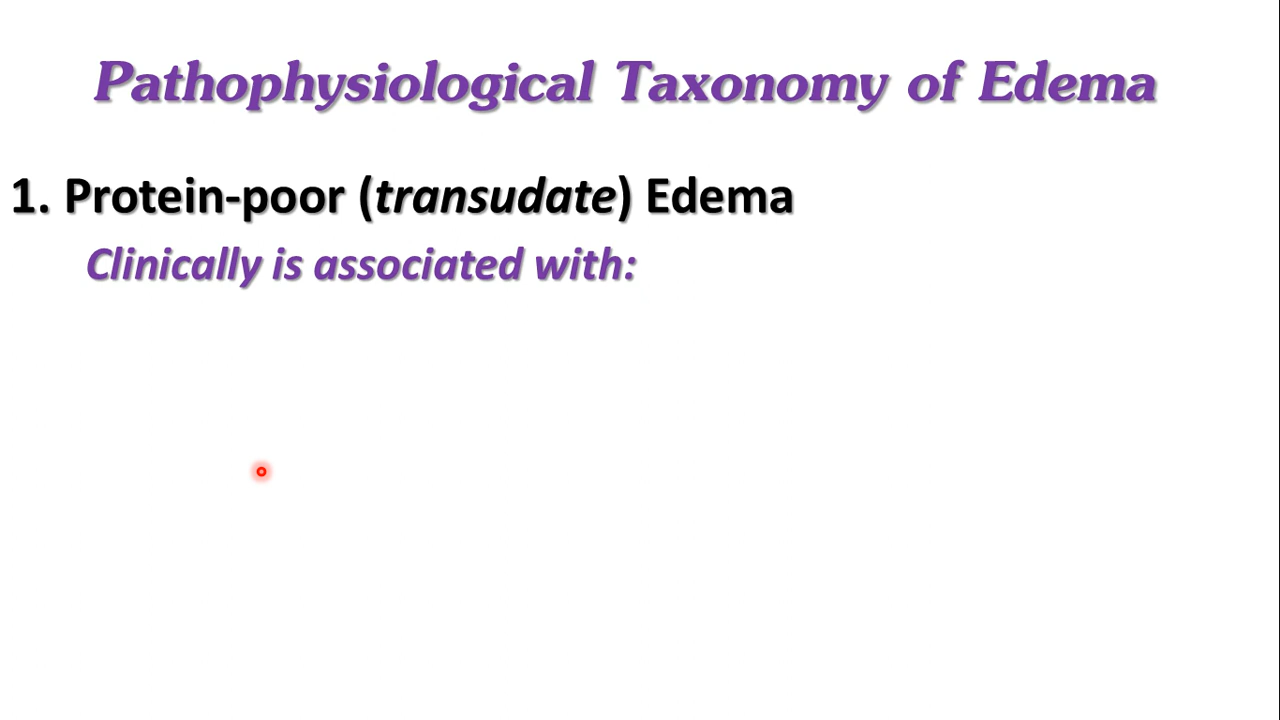 Pathophysiological Taxonomy of Edema
1. Protein-poor (transudate) Edema
Clinically is associated with: